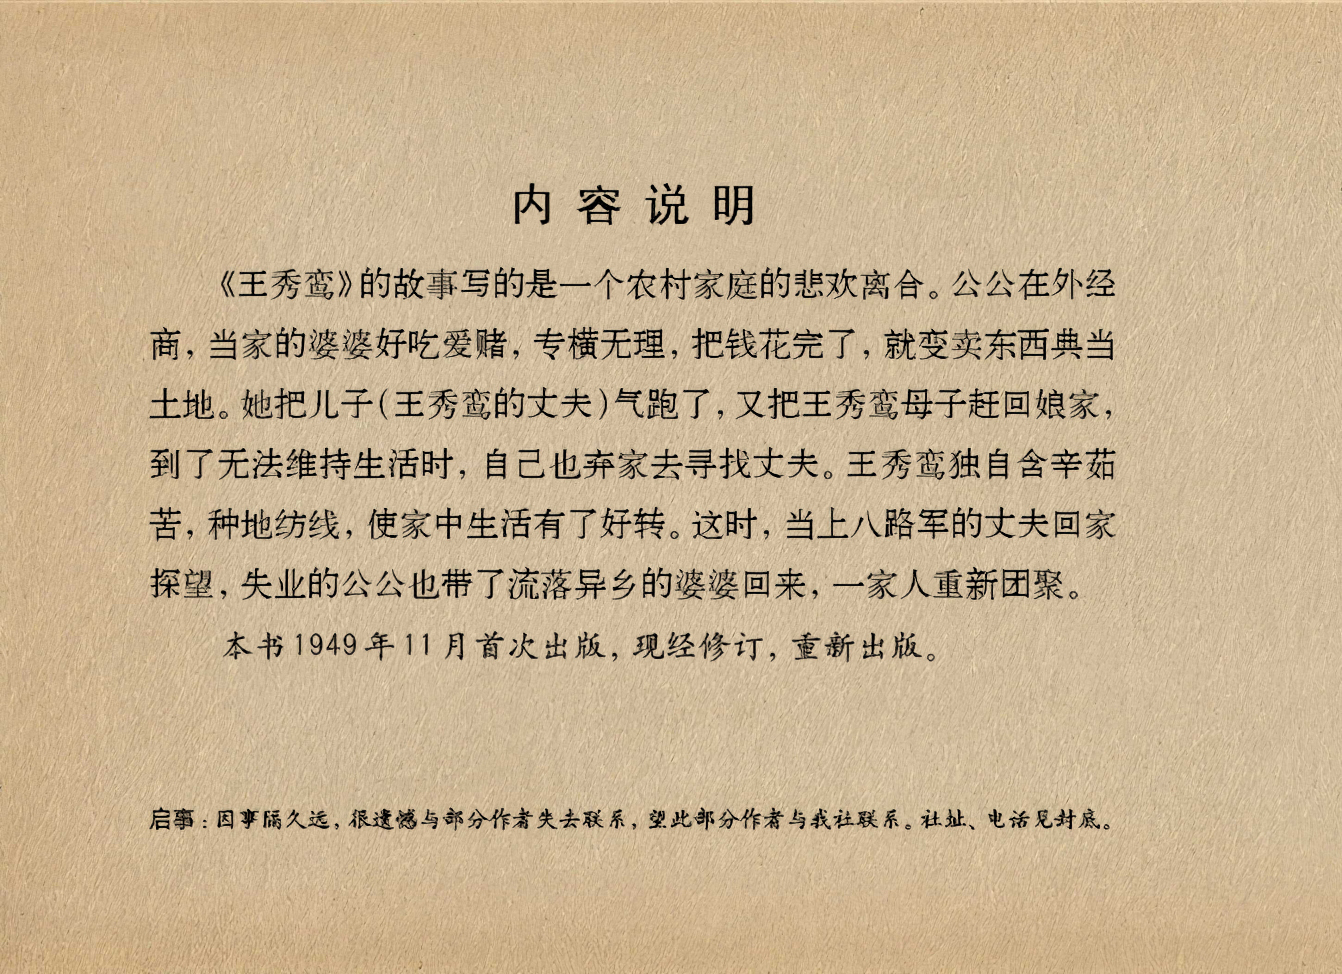 内容说明
《王秀鸾》的故事写的是一个农村家庭的悲欢离合。公公在外经
商，当家的婆婆好吃爱赌，专横无理，把钱花完了，就变卖东西典当
土地。她把儿子（王秀鸾的丈夫）气跑了，又把王秀鸾母子赶回娘家，
到了无法维持生活时，自己也弃家去寻找丈夫。王秀鸾独自含辛茹
苦，种地纺线，使家中生活有了好转。这时，当上八路军的丈夫回家
探望，失业的公公也带了流落异乡的婆婆回来，一家人重新团聚。
本书1949年11月首次出版，现经修订，重新出版。
启事：因事隔久远，很遗憾与部分作者失去联系，望此部分作者与我社联系。社址、电话见封底。